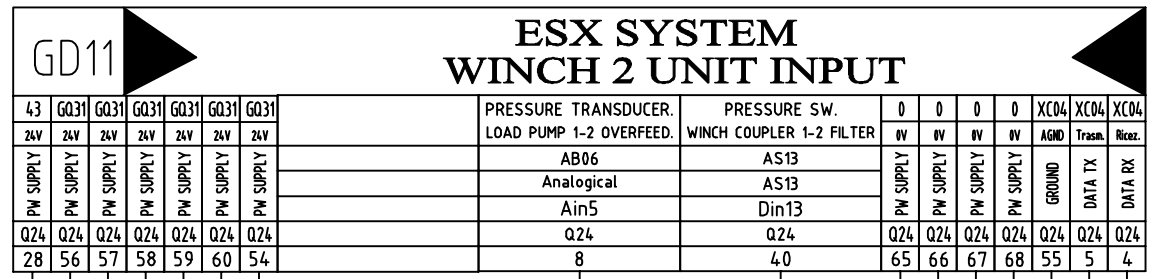 GD11
ESX SYSTEM
WINCH 2 UNIT INPUT
43 GQ31 GQ31 GQ31 GQ31 GQ31 GQ31 PRESSURE TRANSDUCER. PRESSURE SW. 0 0 0 0 XC04 XC04 XC04
24V 24V 24V 24V 24V 24V 24V LOAD PUMP 1-2 OVERFEED. WINCH COUPLER 1-2 FILTER 0V 0V 0V 0V AGND Trasm. Ricez.
PW SUPPLY PW SUPPLY PW SUPPLY PW SUPPLY PW SUPPLY PW SUPPLY PW SUPPLY AB06 AS13 PW SUPPLY PW SUPPLY PW SUPPLY PW SUPPLY GROUND DATA TX DATA RX
Analogical AS13
Ain5 Din13
Q24 Q24 Q24 Q24 Q24 Q24 Q24 Q24 Q24 Q24 Q24 Q24 Q24 Q24 Q24 Q24
28 56 57 58 59 60 54 8 40 65 66 67 68 55 5 4